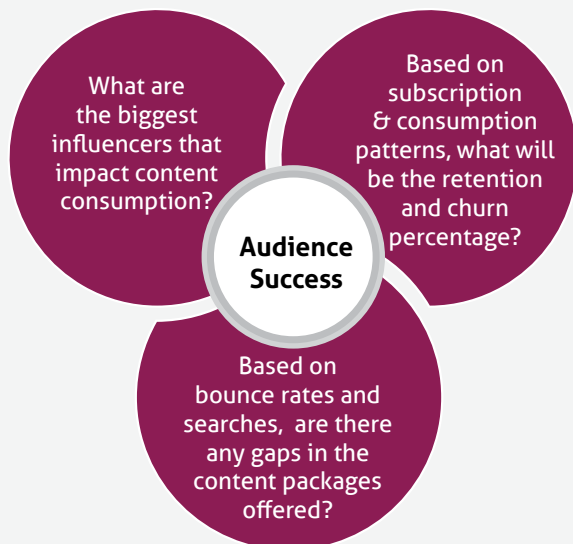 What are
the biggest
influencers that
impact content
consumption?
Based on
subscription
& consumption
patterns, what will
be the retention
and churn
percentage?
Audience
Success
Based on
bounce rates and
searches, are there
any gaps in the
content packages
offered?